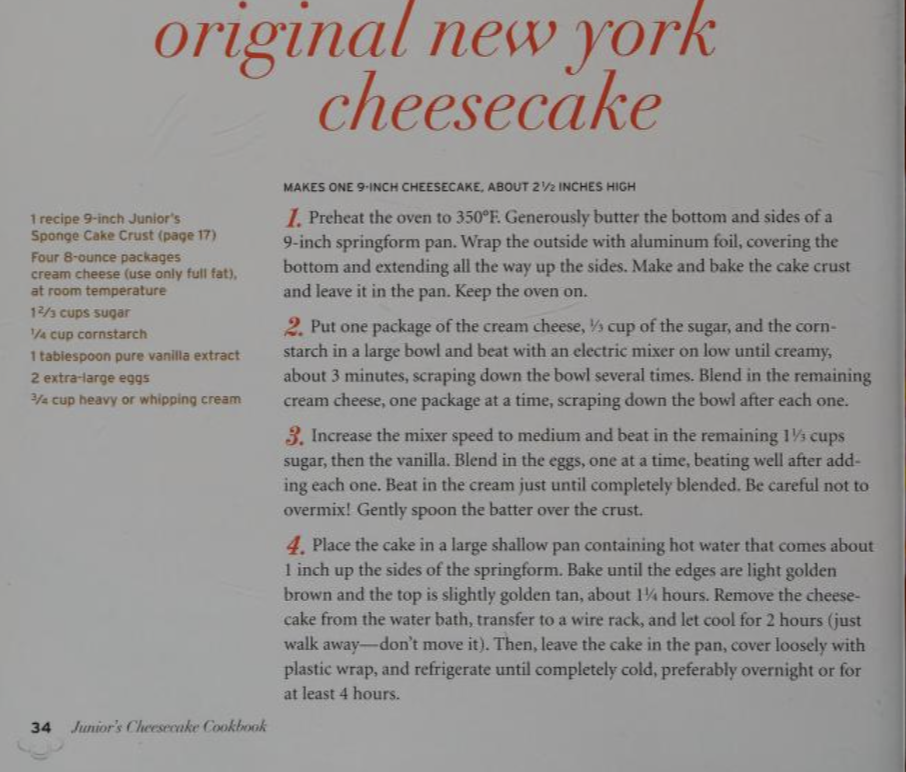 original new york
cheesecake
MAKES ONE 9-INCH CHEESECAKE, ABOUT 2½ INCHES HIGH
1 recipe 9-inch Junior's
Sponge Cake Crust (page 17)
Four 8-ounce packages
cream cheese (use only full fat),
at room temperature
1⅔ cups sugar
¼ cup cornstarch
1 tablespoon pure vanilla extract
2 extra-large eggs
¾ cup heavy or whipping cream
1. Preheat the oven to 350°F. Generously butter the bottom and sides of a
9-inch springform pan. Wrap the outside with aluminum foil, covering the
bottom and extending all the way up the sides. Make and bake the cake crust
and leave it in the pan. Keep the oven on.
2. Put one package of the cream cheese, ⅓ cup of the sugar, and the corn-
starch in a large bowl and beat with an electric mixer on low until creamy,
about 3 minutes, scraping down the bowl several times. Blend in the remaining
cream cheese, one package at a time, scraping down the bowl after each one.
3. Increase the mixer speed to medium and beat in the remaining 1⅓ cups
sugar, then the vanilla. Blend in the eggs, one at a time, beating well after add-
ing each one. Beat in the cream just until completely blended. Be careful not to
overmix! Gently spoon the batter over the crust.
4. Place the cake in a large shallow pan containing hot water that comes about
1 inch up the sides of the springform. Bake until the edges are light golden
brown and the top is slightly golden tan, about 1¼ hours. Remove the cheese-
cake from the water bath, transfer to a wire rack, and let cool for 2 hours (just
walk away—don't move it). Then, leave the cake in the pan, cover loosely with
plastic wrap, and refrigerate until completely cold, preferably overnight or for
at least 4 hours.
34 Junior's Cheesecake Cookbook